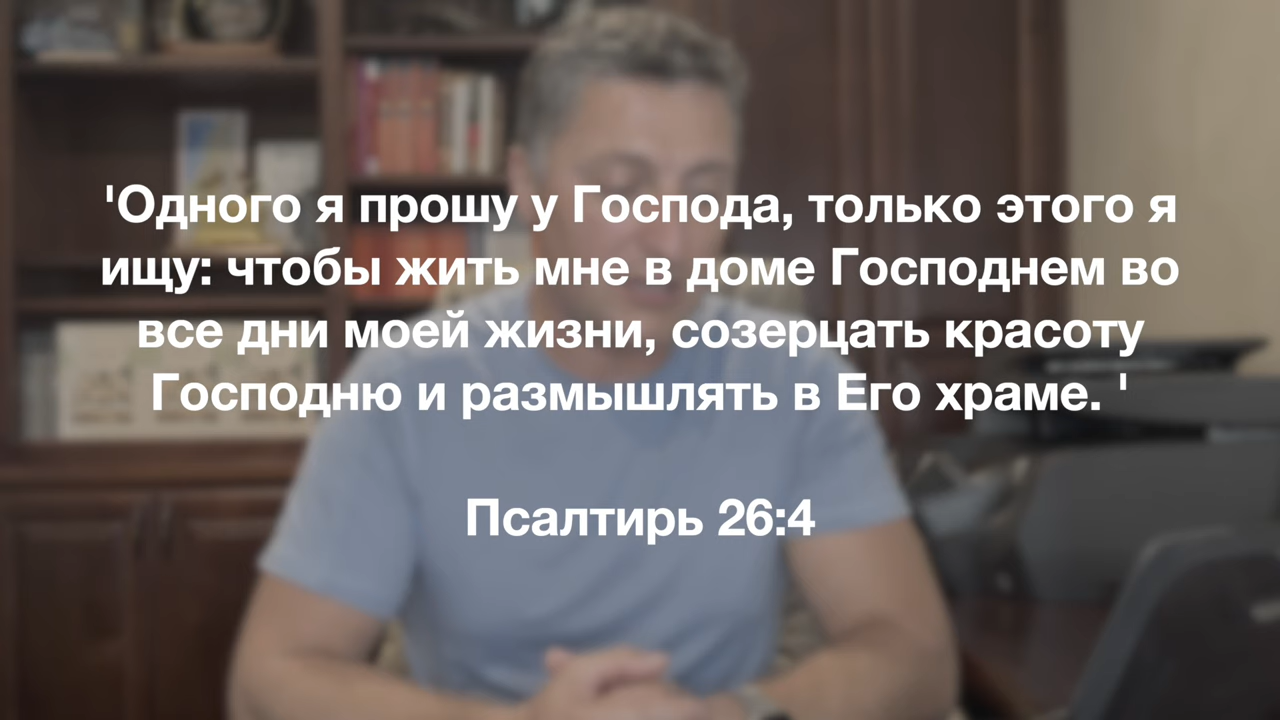 'Одного я прошу у Господа, только этого я
ищу: чтобы жить мне в доме Господнем во
все дни моей жизни, созерцать красоту
Господню и размышлять в Его храме. '
Псалтирь 26:4